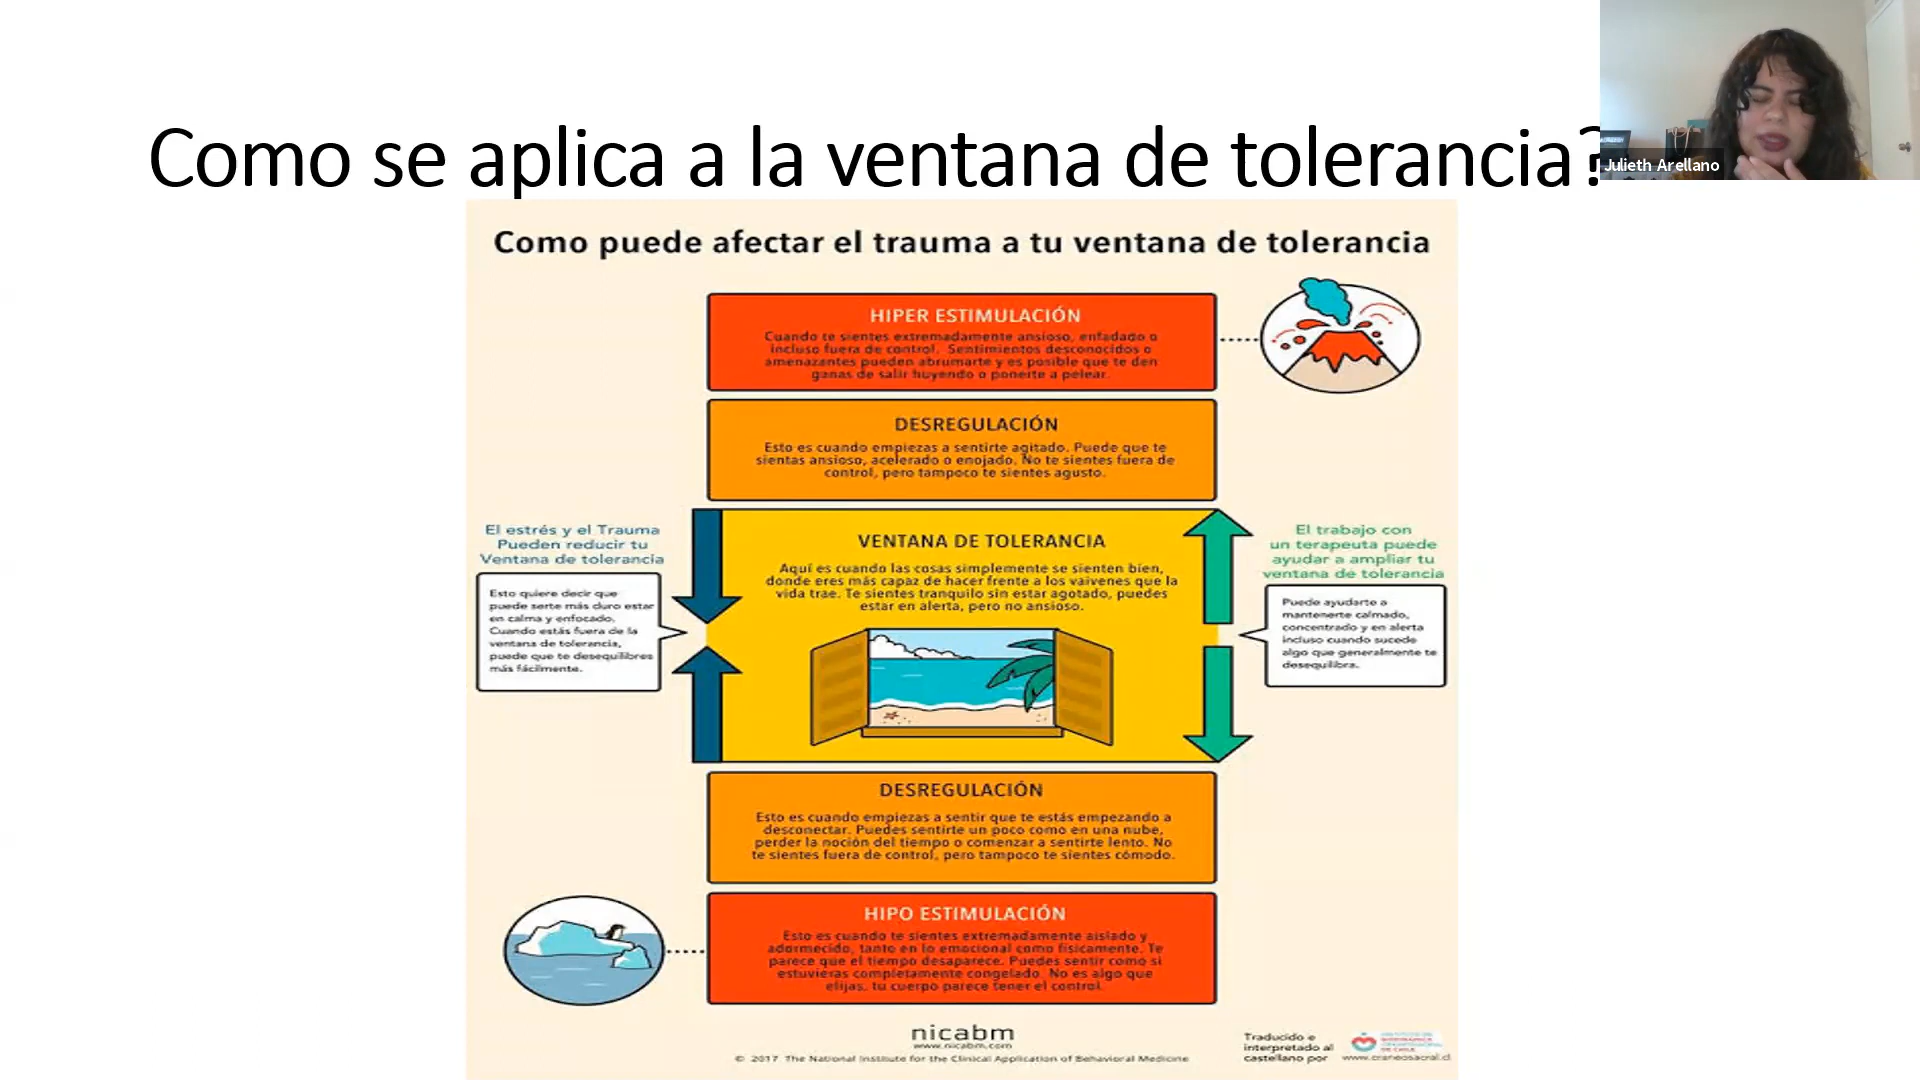 Como se aplica a la ventana de tolerancia?
Julieth Arellano
Como puede afectar el trauma a tu ventana de tolerancia
HIPER ESTIMULACIÓN
Cuando te sientes extremadamente ansioso, enfadado o
incluso fuera de control. Sentimientos desconocidos o
amenazantes pueden abrumarte y es posible que te den
ganas de salir huyendo o ponerte a pelear.
DESREGULACIÓN
Esto es cuando empiezas a sentirte agitado. Puede que te
sientas ansioso, acelerado o enojado. No te sientes fuera de
control, pero tampoco te sientes agusto.
El estrés y el Trauma
Pueden reducir tu
Ventana de tolerancia
Esto quiere decir que
puede serte más duro estar
en calma y enfocado.
Cuando estás fuera de la
ventana de tolerancia,
puede que te desequilibres
más fácilmente.
VENTANA DE TOLERANCIA
Aquí es cuando las cosas simplemente se sienten bien,
donde eres más capaz de hacer frente a los vaivenes que la
vida trae. Te sientes tranquilo sin estar agotado, puedes
estar en alerta, pero no ansioso.
El trabajo con
un terapeuta puede
ayudar a ampliar tu
ventana de tolerancia
Puede ayudarte a
mantenerte calmado,
concentrado y en alerta
incluso cuando sucede
algo que generalmente te
desequilibra.
DESREGULACIÓN
Esto es cuando empiezas a sentir que te estás empezando a
desconectar. Puedes sentirte un poco como en una nube,
perder la noción del tiempo o comenzar a sentirte lento. No
te sientes fuera de control, pero tampoco te sientes cómodo.
HIPO ESTIMULACIÓN
Esto es cuando te sientes extremadamente aislado y
adormecido, tanto en lo emocional como físicamente. Te
parece que el tiempo desaparece. Puedes sentir como si
estuvieras completamente congelado. No es algo que
elijas, tu cuerpo parece tener el control.
nicabm
www.nicabm.com
© 2017 The National Institute for the Clinical Application of Behavioral Medicine
Traducido e
interpretado al
castellano por
www.craneosacral.cl